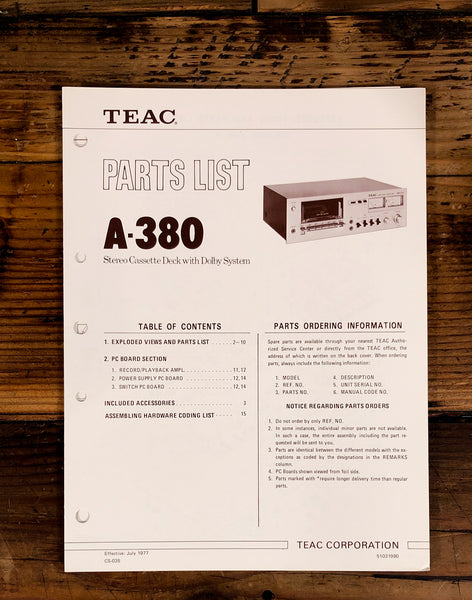 TEAC®
PARTS LIST
TEAC
A-380
Stereo Cassette Deck with Dolby System
TABLE OF CONTENTS
1. EXPLODED VIEWS AND PARTS LIST . . . . . 2–10
2. PC BOARD SECTION
1. RECORD/PLAYBACK AMPL. . . . . . . . . . . . . 11, 12
2. POWER SUPPLY PC BOARD . . . . . . . . . . . . 12, 14
3. SWITCH PC BOARD . . . . . . . . . . . . . . . . 12, 14
INCLUDED ACCESSORIES . . . . . . . . . . . . . . . 3
ASSEMBLING HARDWARE CODING LIST . . . . . 15
PARTS ORDERING INFORMATION
Spare parts are available through your nearest TEAC Autho-
rized Service Center or directly from the TEAC office, the
address of which is written on the back cover. When ordering
parts, always include the following information:
1. MODEL 4. DESCRIPTION
2. REF. NO. 5. UNIT SERIAL NO.
3. PARTS NO. 6. MANUAL CODE NO.
NOTICE REGARDING PARTS ORDERS
1. Do not order by only REF, NO.
2. In some instances, individual minor parts are not available.
In such a case, the entire assembly including the part re-
quested will be sent to you.
3. Parts are identical between the different models with the ex-
ceptions as coded by the designations in the REMARKS
column.
4. PC Boards shown viewed from foil side.
5. Parts marked with *require longer delivery time than regular
parts.
TEAC CORPORATION
Effective: July 1977
CS-035
51031990